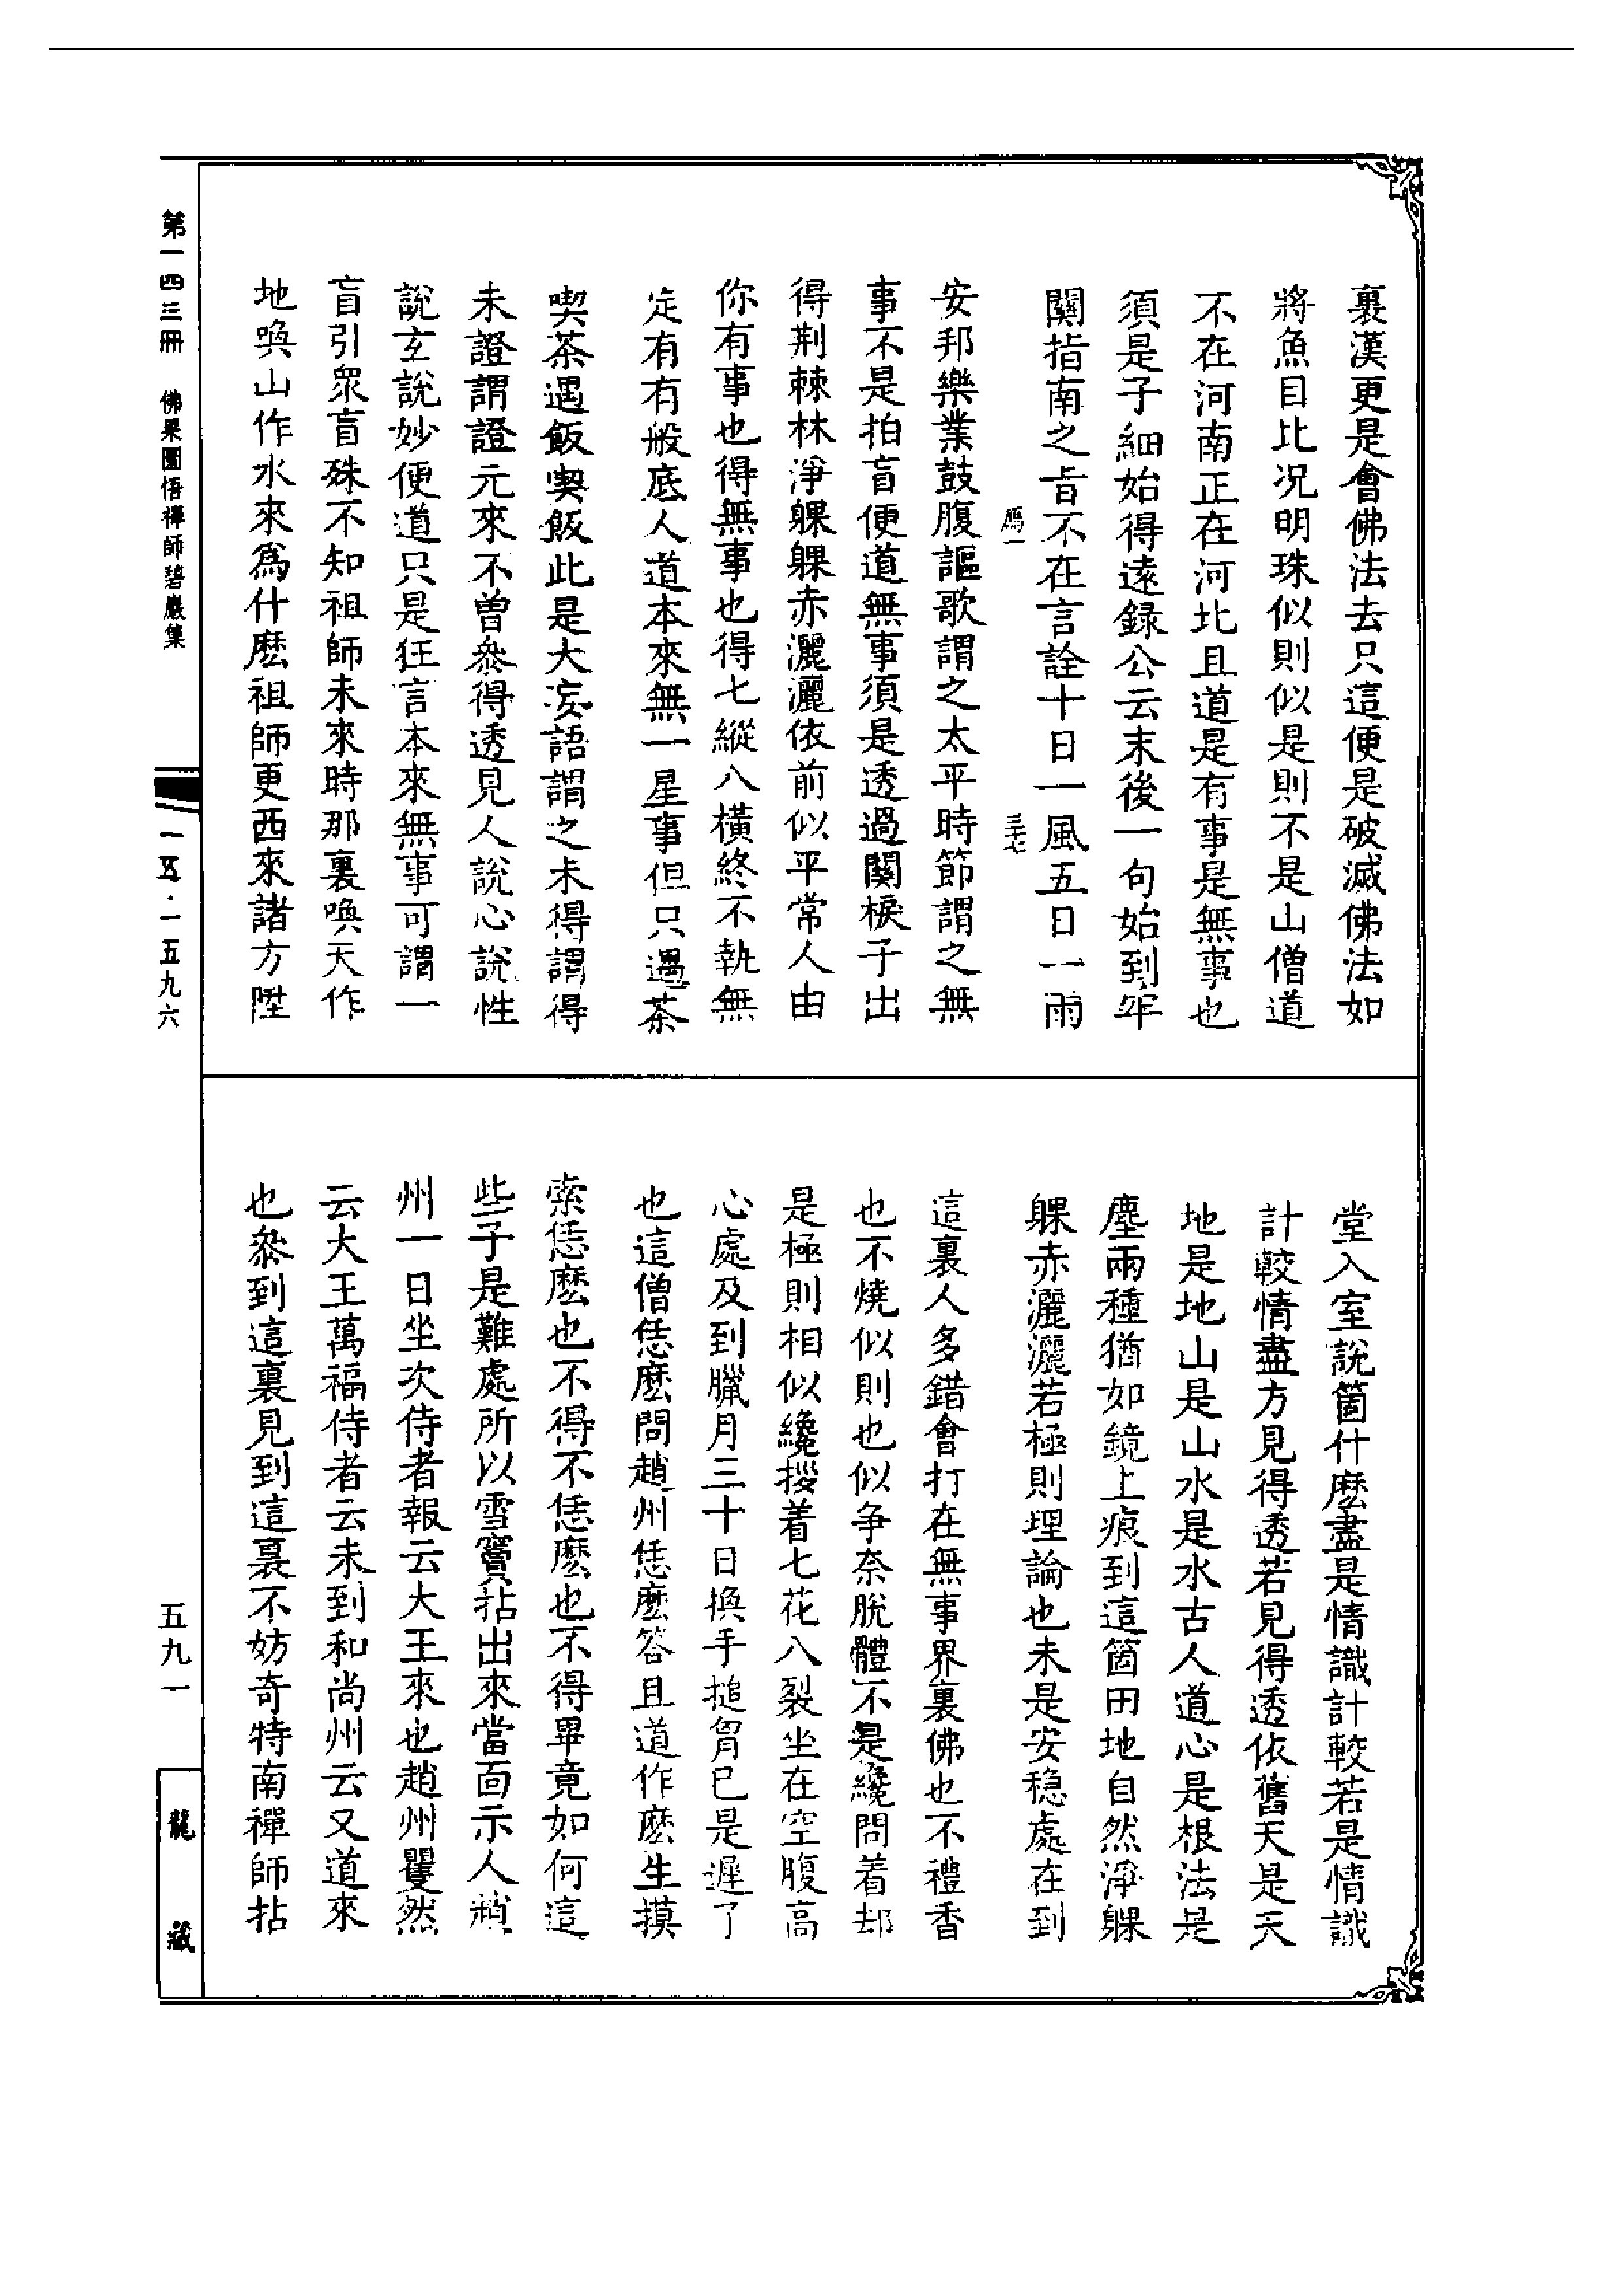 裏漢更是會佛法去只這便是破滅佛法如
將魚目比况明珠似則似是則不是山僧道
不在河南正在河北且道是有事是無事也
須是子細始得遠録公云末後一句始到牢
關指南之㫖不在言詮十日一風五日一雨
鴈一
三十七
安邦樂業鼓腹謳歌謂之太平時節謂之無
事不是拍盲便道無事須是透過關棙子出
得荆棘林淨躶躶赤灑灑依前似平常人由
你有事也得無事也得七縱八橫終不執無
定有有般底人道本來無一星事但只遇茶
喫茶遇飯喫飯此是大妄語謂之未得謂得
未證謂證元來不曾叅得透見人說心說性
說玄說妙便道只是狂言本來無事可謂一
盲引衆盲殊不知祖師未來時那裏喚天作
地喚山作水來爲什麽祖師更西來諸方陞
堂入室說箇什麽盡是情識計較若是情識
計較情盡方見得透若見得透依舊天是天
地是地山是山水是水古人道心是根法是
塵兩種猶如鏡上痕到這箇田地自然淨躶
躶赤灑灑若極則理論也未是安穏處在到
這裏人多錯會打在無事界裏佛也不禮香
也不燒似則也似争奈脫體不是纔問着却
是極則相似纔拶着七花八裂坐在空腹高
心處及到臘月三十日換手搥胷已是遲了
也這僧恁麽問趙州恁麽答且道作麽生摸
索恁麽也不得不恁麽也不得畢竟如何這
些子是難處所以雪竇拈出來當面示人趙
州一日坐次侍者報云大王來也趙州矍然
云大王萬福侍者云未到和尚州云又道來
也叅到這裏見到這裏不妨奇特南禪師拈
第一四三冊 佛果圜悟禪師碧巖集
一五·一五九六
五九一
龍藏